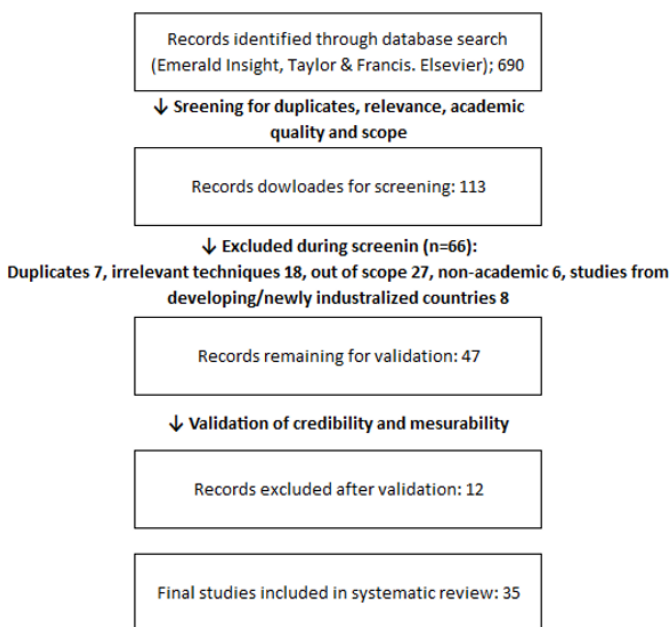 Records identified through database search
(Emerald Insight, Taylor & Francis. Elsevier); 690
↓ Sreening for duplicates, relevance, academic
quality and scope
Records dowloades for screening: 113
↓ Excluded during screenin (n=66):
Duplicates 7, irrelevant techniques 18, out of scope 27, non-academic 6, studies from
developing/newly industralized countries 8
Records remaining for validation: 47
↓ Validation of credibility and mesurability
Records excluded after validation: 12
Final studies included in systematic review: 35